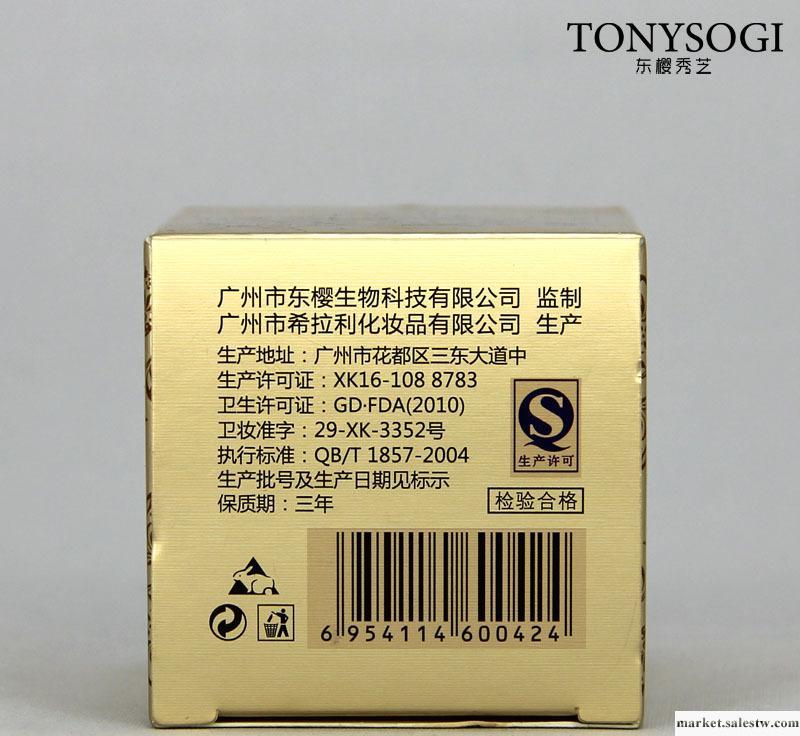 TONYSOGI
东樱秀芝
广州市东樱生物科技有限公司 监制
广州市希拉利化妆品有限公司 生产
生产地址：广州市花都区三东大道中
生产许可证：XK16-108 8783
卫生许可证：GD·FDA(2010)
卫妆准字：29-XK-3352号
执行标准：QB/T 1857-2004
生产批号及生产日期见标示
保质期：三年
生产许可
检验合格
6 954114 600424
market.salestw.com